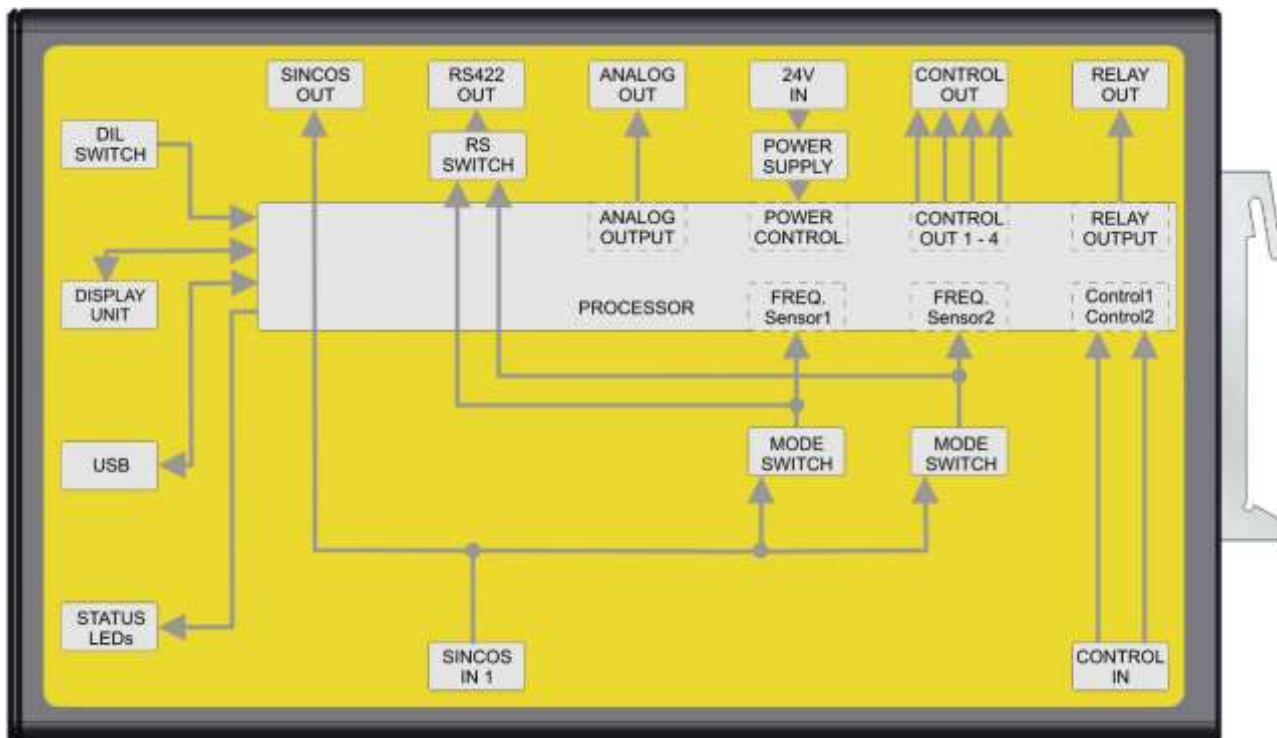 SINCOS
OUT
RS422
OUT
ANALOG
OUT
24V
IN
CONTROL
OUT
RELAY
OUT
DIL
SWITCH
RS
SWITCH
POWER
SUPPLY
ANALOG
OUTPUT
POWER
CONTROL
CONTROL
OUT 1 - 4
RELAY
OUTPUT
DISPLAY
UNIT
PROCESSOR
FREQ.
Sensor1
FREQ.
Sensor2
Control1
Control2
USB
MODE
SWITCH
MODE
SWITCH
STATUS
LEDs
SINCOS
IN 1
CONTROL
IN